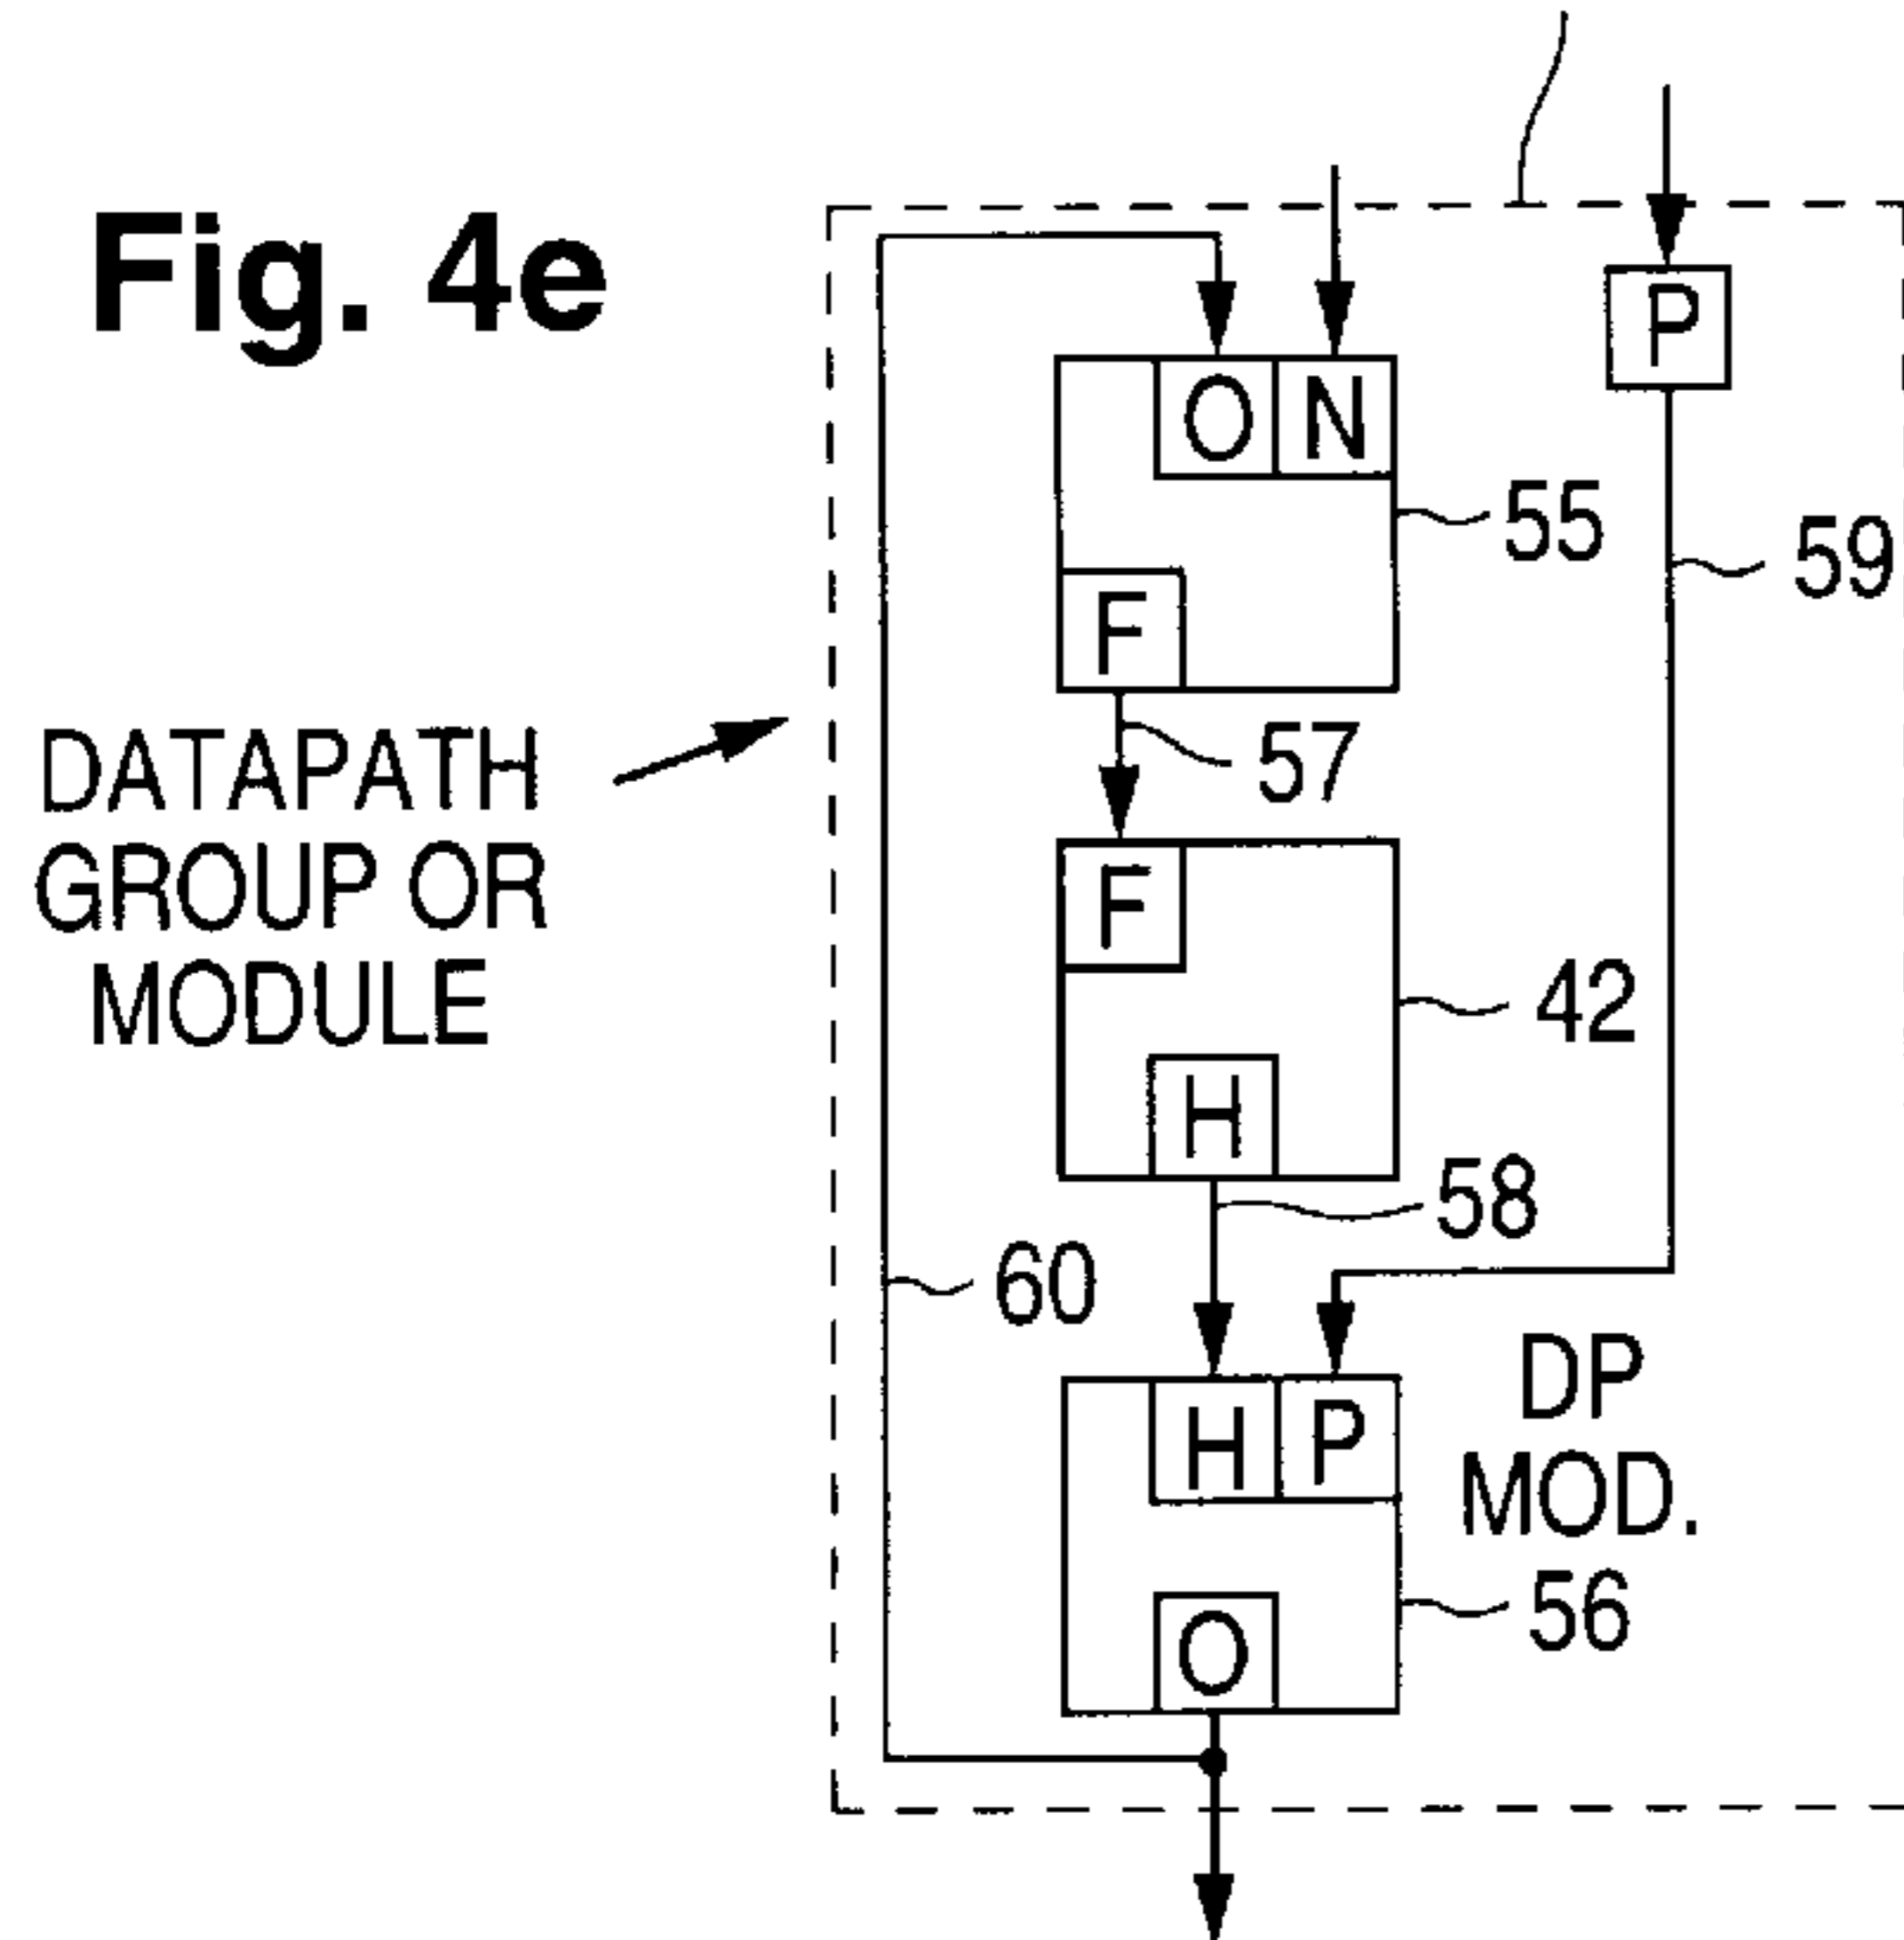 Fig. 4e
P
O N
55
59
F
57
DATAPATH
GROUP OR
MODULE
F
42
H
58
60
H P
DP
MOD.
56
O